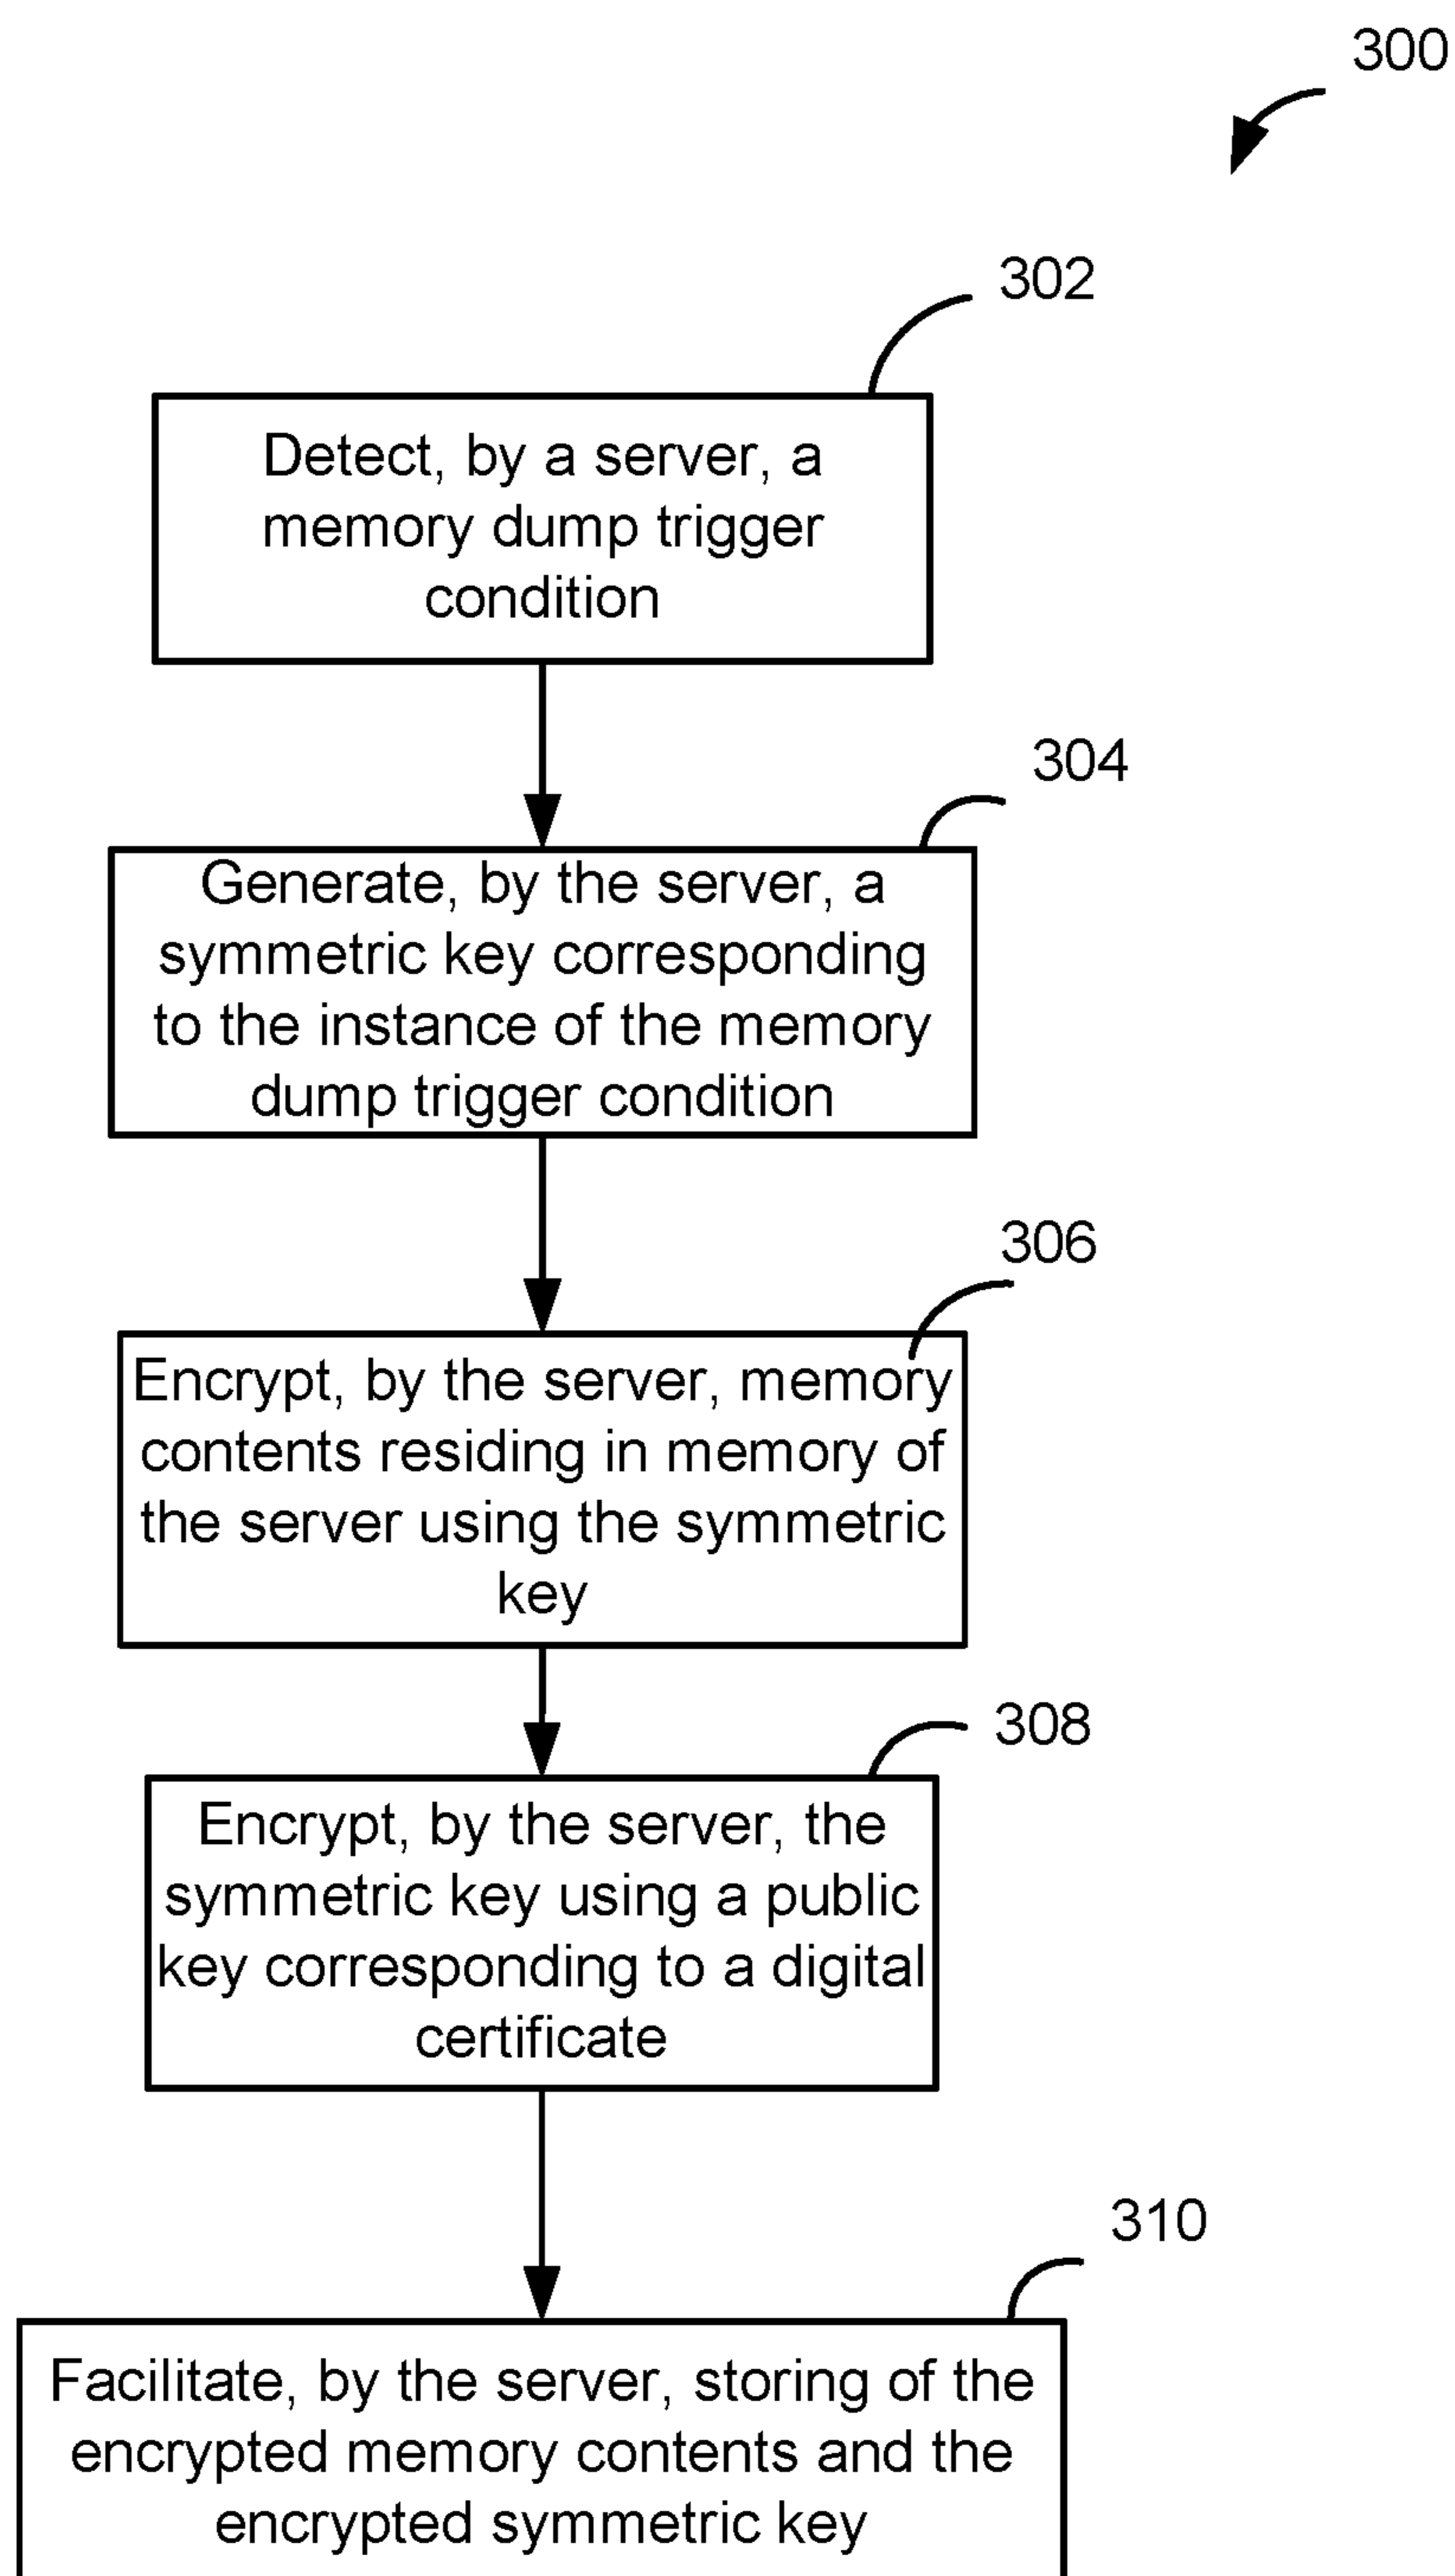 300
302
Detect, by a server, a
memory dump trigger
condition
304
Generate, by the server, a
symmetric key corresponding
to the instance of the memory
dump trigger condition
306
Encrypt, by the server, memory
contents residing in memory of
the server using the symmetric
key
308
Encrypt, by the server, the
symmetric key using a public
key corresponding to a digital
certificate
310
Facilitate, by the server, storing of the
encrypted memory contents and the
encrypted symmetric key